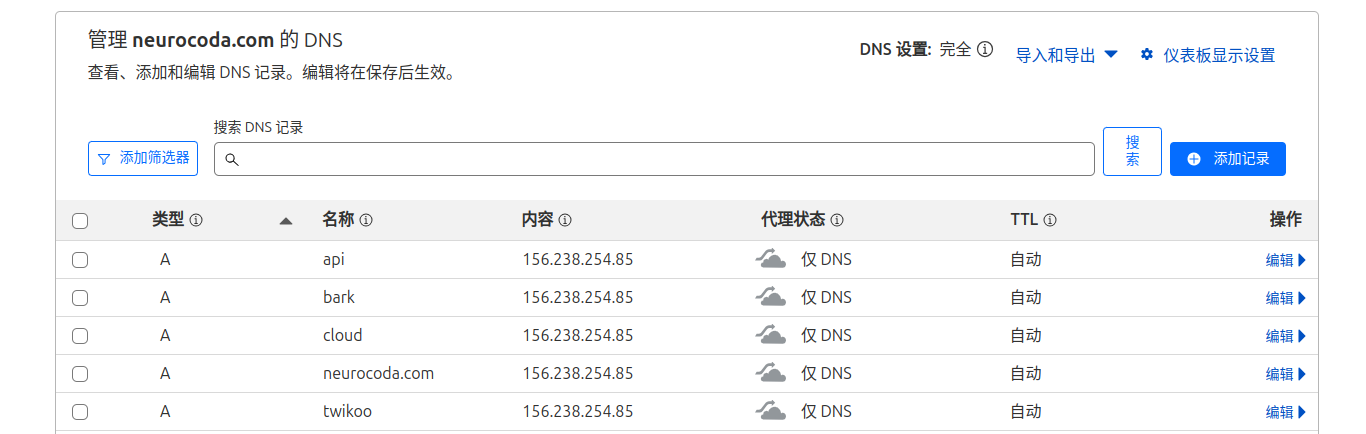 管理 neurocoda.com 的 DNS
查看、添加和编辑 DNS 记录。编辑将在保存后生效。
DNS 设置: 完全
导入和导出
仪表板显示设置
搜索 DNS 记录
添加筛选器
搜
索
添加记录
类型 名称 内容 代理状态 TTL 操作
A api 156.238.254.85 仅 DNS 自动 编辑
A bark 156.238.254.85 仅 DNS 自动 编辑
A cloud 156.238.254.85 仅 DNS 自动 编辑
A neurocoda.com 156.238.254.85 仅 DNS 自动 编辑
A twikoo 156.238.254.85 仅 DNS 自动 编辑